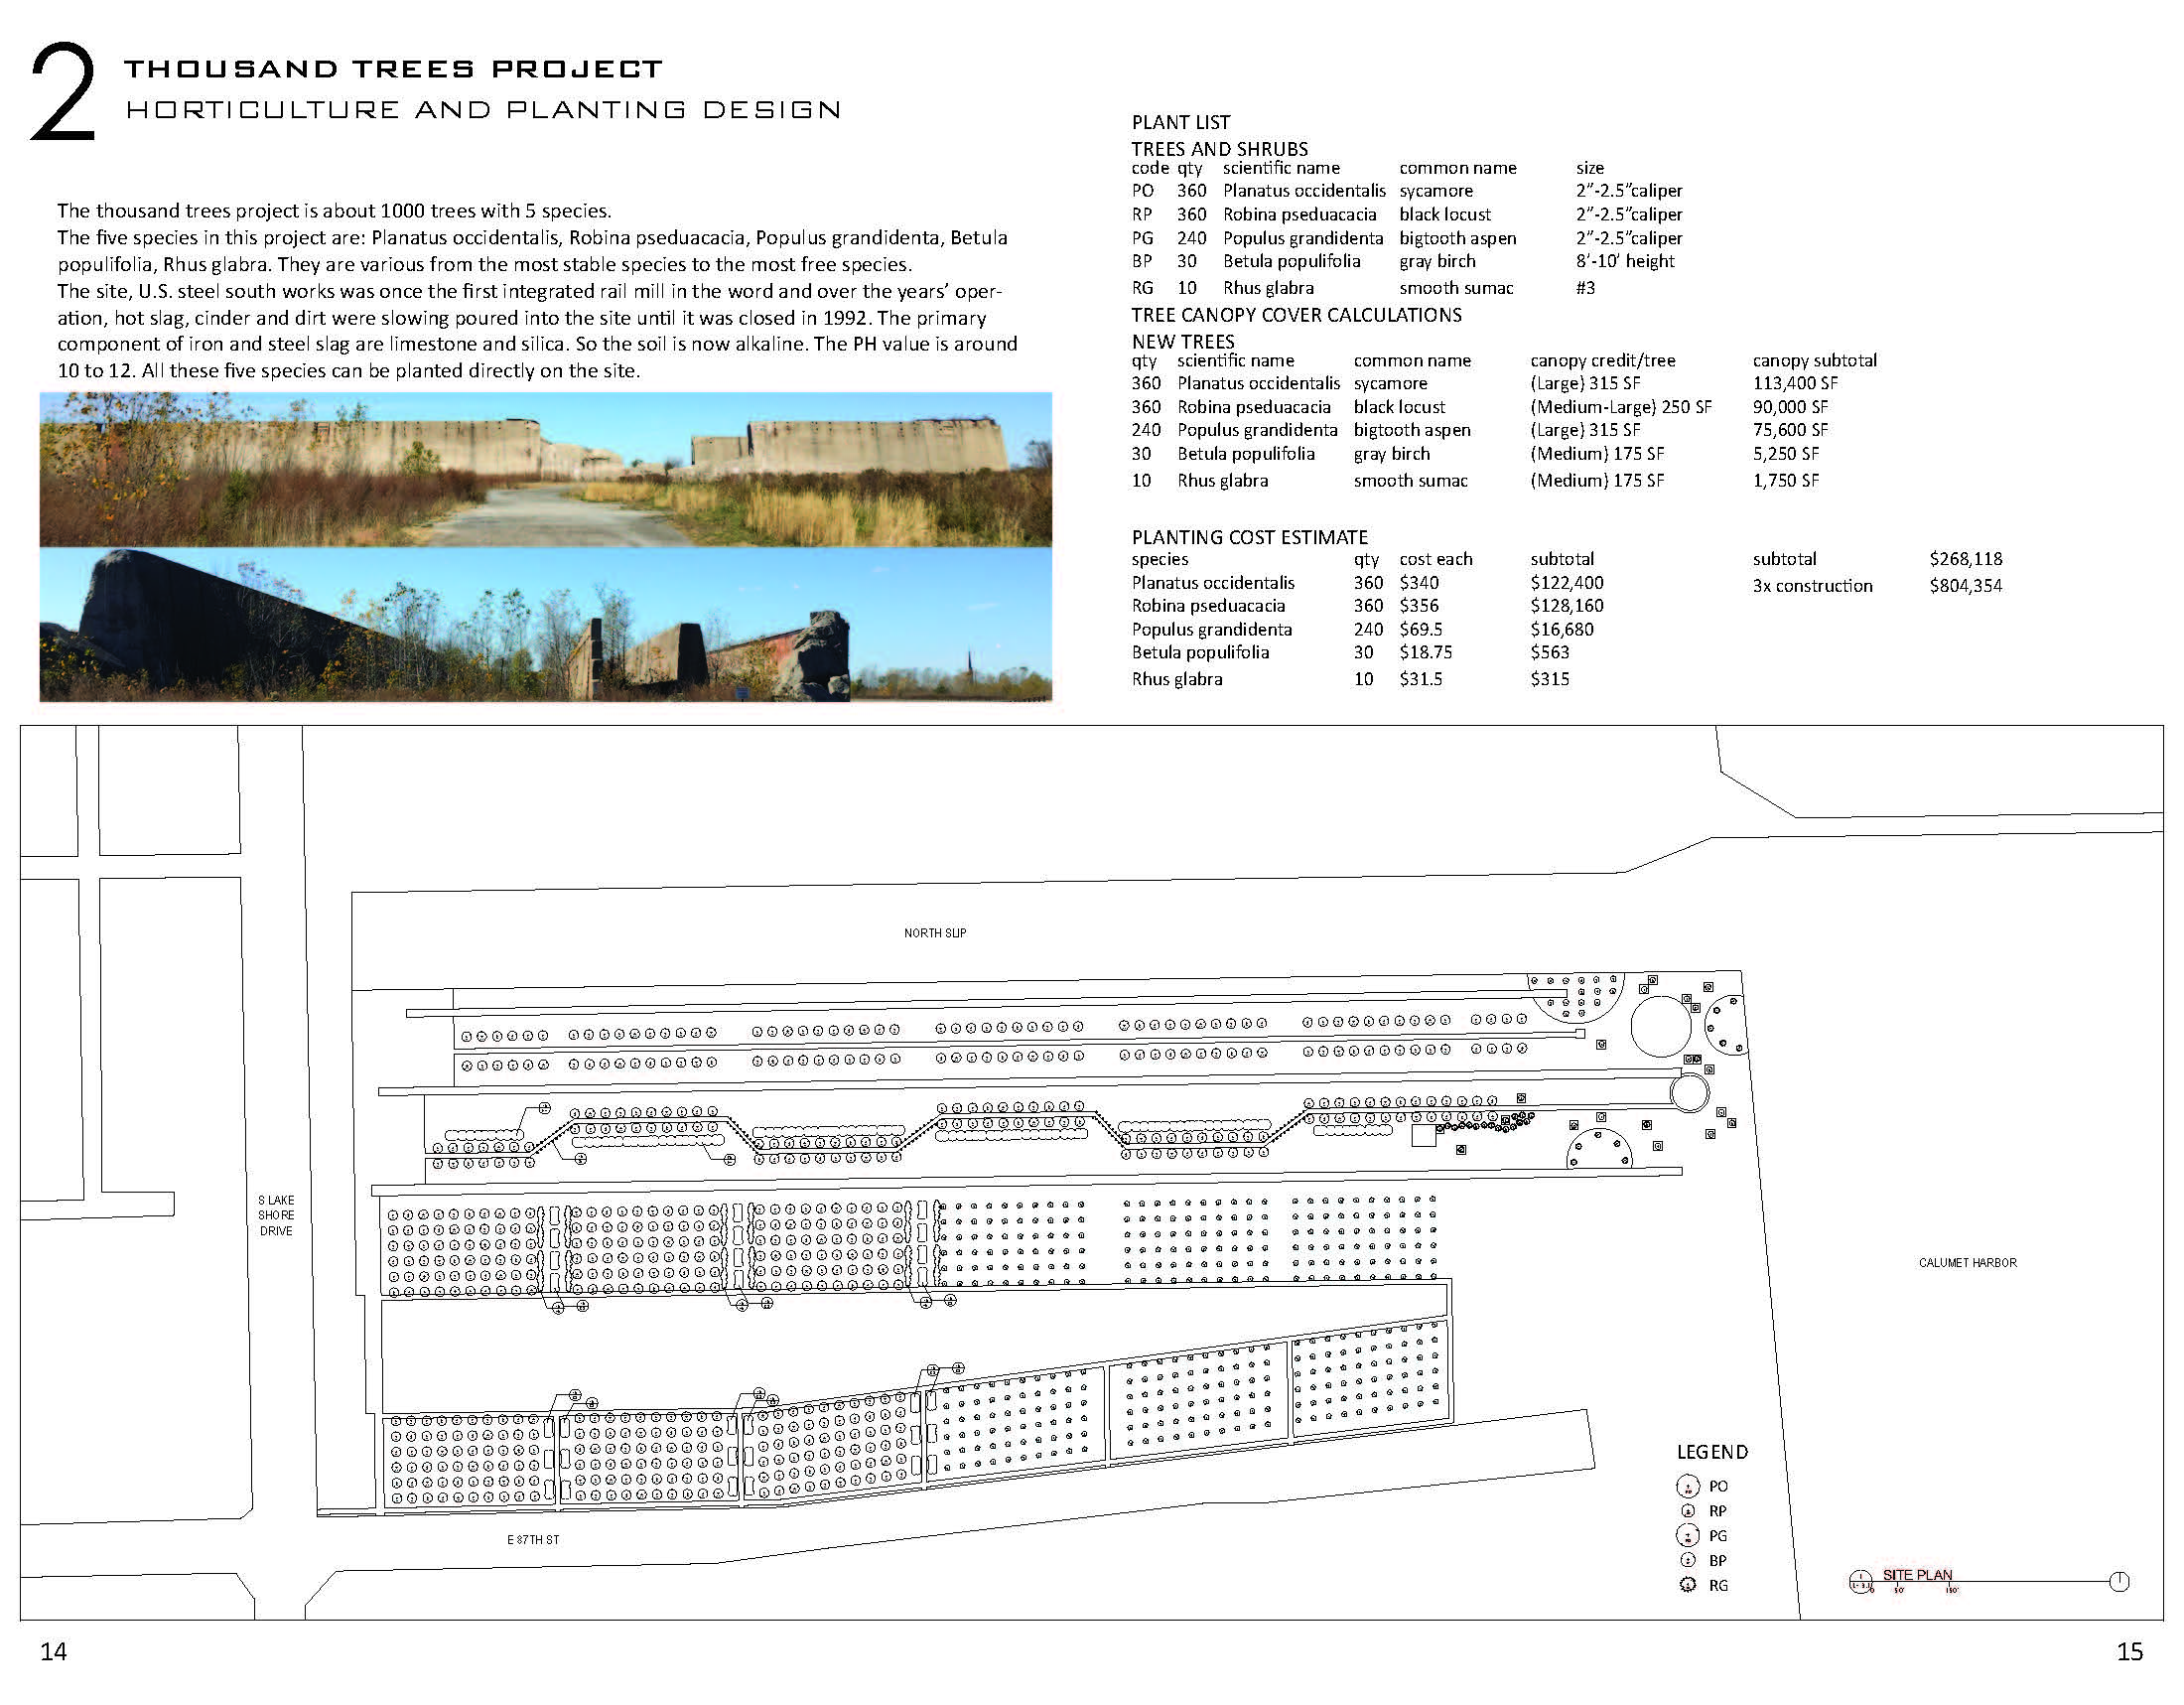 2
THOUSAND TREES PROJECT
HORTICULTURE AND PLANTING DESIGN
The thousand trees project is about 1000 trees with 5 species.
The five species in this project are: Planatus occidentalis, Robina pseduacacia, Populus grandidenta, Betula
populifolia, Rhus glabra. They are various from the most stable species to the most free species.
The site, U.S. steel south works was once the first integrated rail mill in the word and over the years’ oper-
ation, hot slag, cinder and dirt were slowing poured into the site until it was closed in 1992. The primary
component of iron and steel slag are limestone and silica. So the soil is now alkaline. The PH value is around
10 to 12. All these five species can be planted directly on the site.
PLANT LIST
TREES AND SHRUBS
code qty scientific name common name size
PO 360 Planatus occidentalis sycamore 2”-2.5”caliper
RP 360 Robina pseduacacia black locust 2”-2.5”caliper
PG 240 Populus grandidenta bigtooth aspen 2”-2.5”caliper
BP 30 Betula populifolia gray birch 8’-10’ height
RG 10 Rhus glabra smooth sumac #3
TREE CANOPY COVER CALCULATIONS
NEW TREES
qty scientific name common name canopy credit/tree canopy subtotal
360 Planatus occidentalis sycamore (Large) 315 SF 113,400 SF
360 Robina pseduacacia black locust (Medium-Large) 250 SF 90,000 SF
240 Populus grandidenta bigtooth aspen (Large) 315 SF 75,600 SF
30 Betula populifolia gray birch (Medium) 175 SF 5,250 SF
10 Rhus glabra smooth sumac (Medium) 175 SF 1,750 SF
PLANTING COST ESTIMATE
species qty cost each subtotal subtotal $268,118
Planatus occidentalis 360 $340 $122,400 3x construction $804,354
Robina pseduacacia 360 $356 $128,160
Populus grandidenta 240 $69.5 $16,680
Betula populifolia 30 $18.75 $563
Rhus glabra 10 $31.5 $315
NORTH SLIP
S LAKE
SHORE
DRIVE
CALUMET HARBOR
E 87TH ST
LEGEND
PO
RP
PG
BP
RG
SITE PLAN
14
15